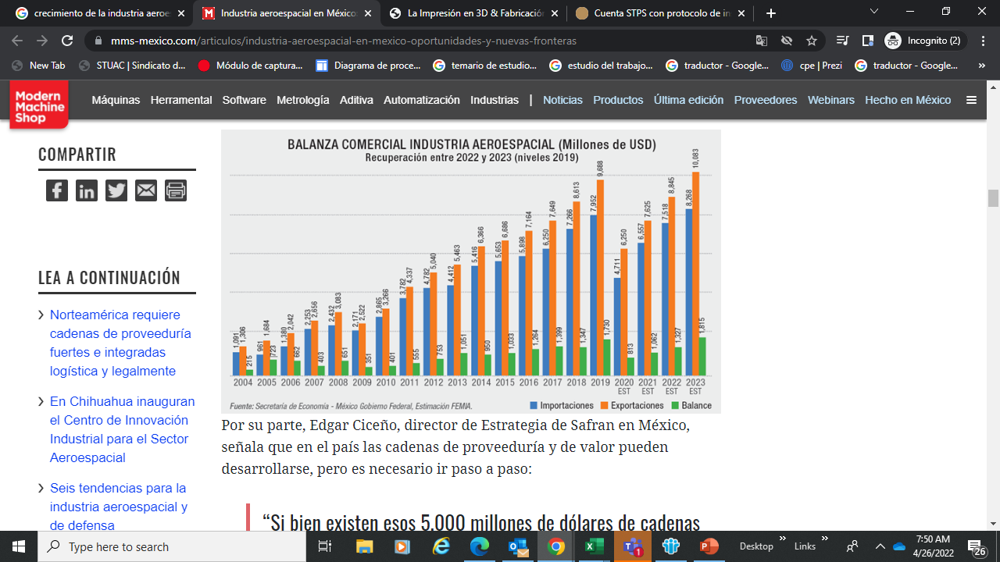 crecimiento de la industria aeroe
Industria aeroespacial en México:
La Impresión en 3D & Fabricació
Cuenta STPS con protocolo de in
mms-mexico.com/articulos/industria-aeroespacial-en-mexico-oportunidades-y-nuevas-fronteras
Incognito (2)
New Tab
STUAC | Sindicato d...
Módulo de captura...
Diagrama de proce...
temario de estudio...
estudio del trabajo...
traductor - Google...
cpe | Prezi
traductor - Google...
»
Modern
Machine
Shop
Máquinas Herramental Software Metrología Aditiva Automatización Industrias | Noticias Productos Última edición Proveedores Webinars Hecho en México
COMPARTIR
LEA A CONTINUACIÓN
Norteamérica requiere
cadenas de proveeduría
fuertes e integradas
logística y legalmente
En Chihuahua inauguran
el Centro de Innovación
Industrial para el Sector
Aeroespacial
Seis tendencias para la
industria aeroespacial y
de defensa
BALANZA COMERCIAL INDUSTRIA AEROESPACIAL (Millones de USD)
Recuperación entre 2022 y 2023 (niveles 2019)
1,091 1,306 215
961 1,684 723
1,380 2,042 662
2,253 2,656 403
2,432 3,083 651
2,171 2,522 351
2,865 3,266 401
3,782 4,337 555
4,782 5,040 753
4,412 5,463 1,051
5,416 6,366 950
5,653 6,686 1,033
5,898 7,164 1,264
6,250 7,649 1,399
7,266 8,613 1,347
7,952 9,688 1,730
4,711 6,250 813
6,557 7,625 1,062
7,518 8,845 1,327
8,268 10,083 1,815
2004 2005 2006 2007 2008 2009 2010 2011 2012 2013 2014 2015 2016 2017 2018 2019 2020 2021 2022 2023
EST EST EST EST
Fuente: Secretaría de Economía - México Gobierno Federal, Estimación FEMIA.
Importaciones Exportaciones Balance
Por su parte, Edgar Ciceño, director de Estrategia de Safran en México,
señala que en el país las cadenas de proveeduría y de valor pueden
desarrollarse, pero es necesario ir paso a paso:
“Si bien existen esos 5.000 millones de dólares de cadenas
Type here to search
Desktop
»
Links
»
7:50 AM
4/26/2022
1
26